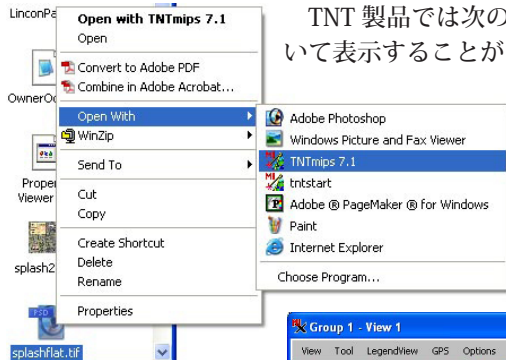 LinconPa
Open with TNTmips 7.1
Open
Convert to Adobe PDF
Combine in Adobe Acrobat...
OwnerOc
Open With
WinZip
Send To
Proper
Viewer
Cut
Copy
Create Shortcut
splash2
Delete
Rename
PSD
Properties
splashflat.tif
TNT 製品では次の
いて表示することが
Adobe Photoshop
Windows Picture and Fax Viewer
TNTmips 7.1
tntstart
Adobe ® PageMaker ® for Windows
Paint
Internet Explorer
Choose Program...
Group 1 - View 1
View Tool LegendView GPS Options